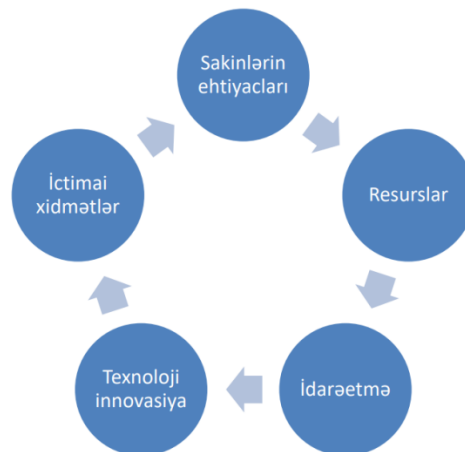 Sakinlərin
ehtiyacları
Resurslar
İdarəetmə
Texnoloji
innovasiya
İctimai
xidmətlər